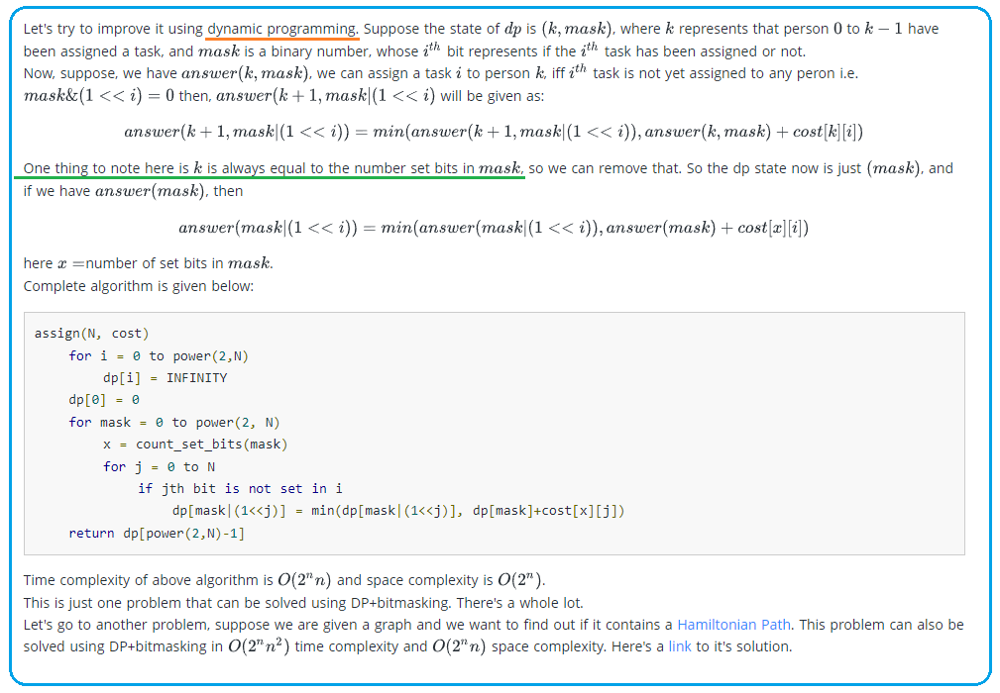 Let's try to improve it using dynamic programming. Suppose the state of dp is (k, mask), where k represents that person 0 to k − 1 have
been assigned a task, and mask is a binary number, whose i^th bit represents if the i^th task has been assigned or not.
Now, suppose, we have answer(k, mask), we can assign a task i to person k, iff i^th task is not yet assigned to any peron i.e.
mask&(1 << i) = 0 then, answer(k + 1, mask|(1 << i) will be given as:
answer(k + 1, mask|(1 << i)) = min(answer(k + 1, mask|(1 << i)), answer(k, mask) + cost[k][i])
One thing to note here is k is always equal to the number set bits in mask, so we can remove that. So the dp state now is just (mask), and
if we have answer(mask), then
answer(mask|(1 << i)) = min(answer(mask|(1 << i)), answer(mask) + cost[x][i])
here x =number of set bits in mask.
Complete algorithm is given below:
assign(N, cost)
    for i = 0 to power(2,N)
        dp[i] = INFINITY
    dp[0] = 0
    for mask = 0 to power(2, N)
        x = count_set_bits(mask)
        for j = 0 to N
            if jth bit is not set in i
                dp[mask|(1<<j)] = min(dp[mask|(1<<j)], dp[mask]+cost[x][j])
    return dp[power(2,N)-1]
Time complexity of above algorithm is O(2^n n) and space complexity is O(2^n).
This is just one problem that can be solved using DP+bitmasking. There's a whole lot.
Let's go to another problem, suppose we are given a graph and we want to find out if it contains a Hamiltonian Path. This problem can also be
solved using DP+bitmasking in O(2^n n^2) time complexity and O(2^n n) space complexity. Here's a link to it's solution.